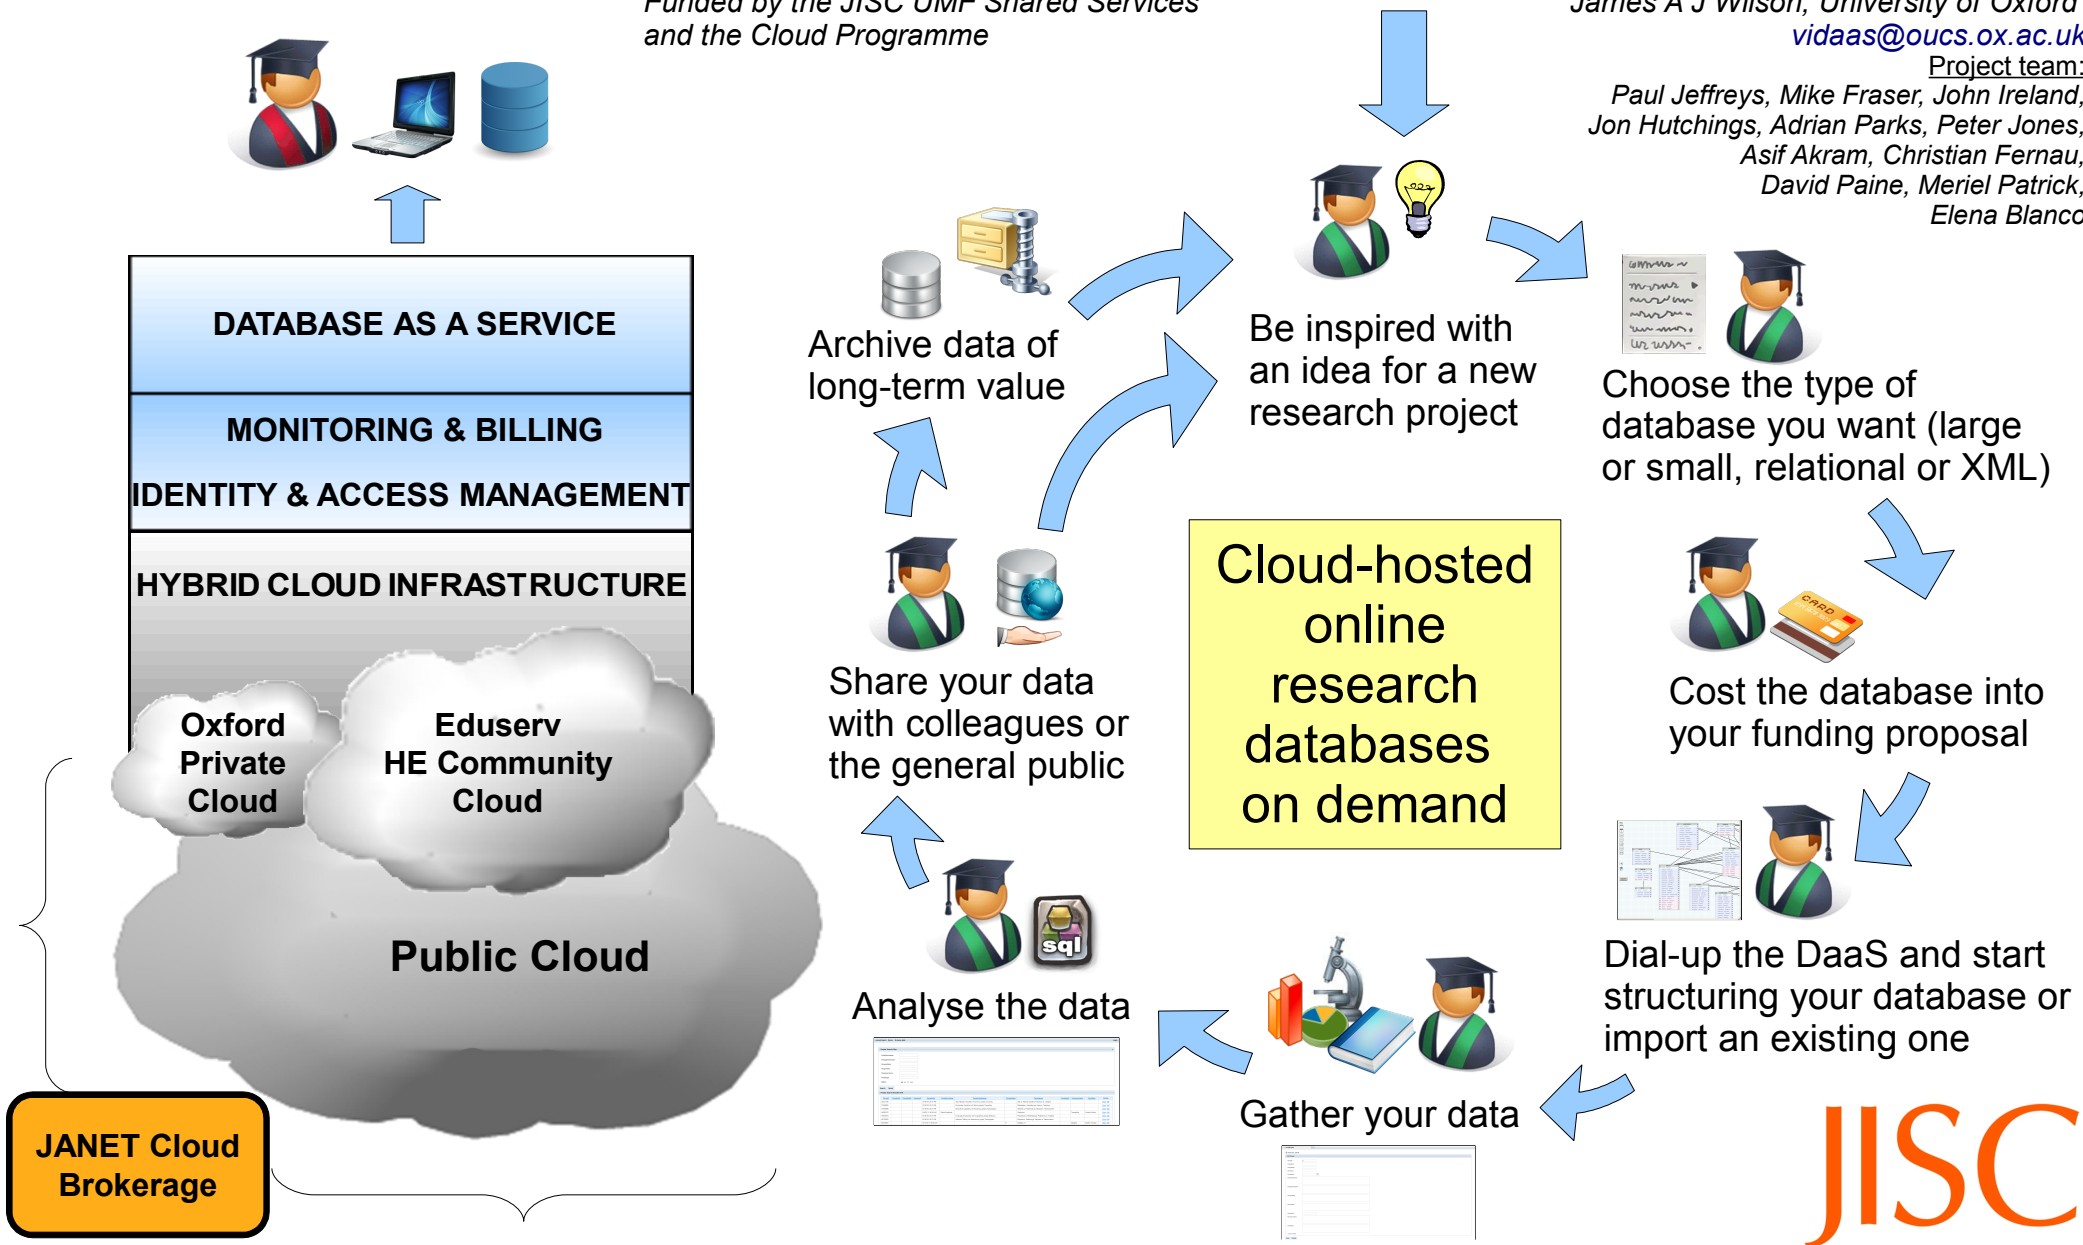 Funded by the JISC UMF Shared Services
and the Cloud Programme
James A J Wilson, University of Oxford
vidaas@oucs.ox.ac.uk
Project team:
Paul Jeffreys, Mike Fraser, John Ireland,
Jon Hutchings, Adrian Parks, Peter Jones,
Asif Akram, Christian Fernau,
David Paine, Meriel Patrick,
Elena Blanco
DATABASE AS A SERVICE
MONITORING & BILLING
IDENTITY & ACCESS MANAGEMENT
HYBRID CLOUD INFRASTRUCTURE
Oxford
Private
Cloud
Eduserv
HE Community
Cloud
Public Cloud
JANET Cloud
Brokerage
Be inspired with
an idea for a new
research project
Choose the type of
database you want (large
or small, relational or XML)
CARD
Cost the database into
your funding proposal
Dial-up the DaaS and start
structuring your database or
import an existing one
Gather your data
sql
Analyse the data
Share your data
with colleagues or
the general public
Archive data of
long-term value
Cloud-hosted
online
research
databases
on demand
JISC